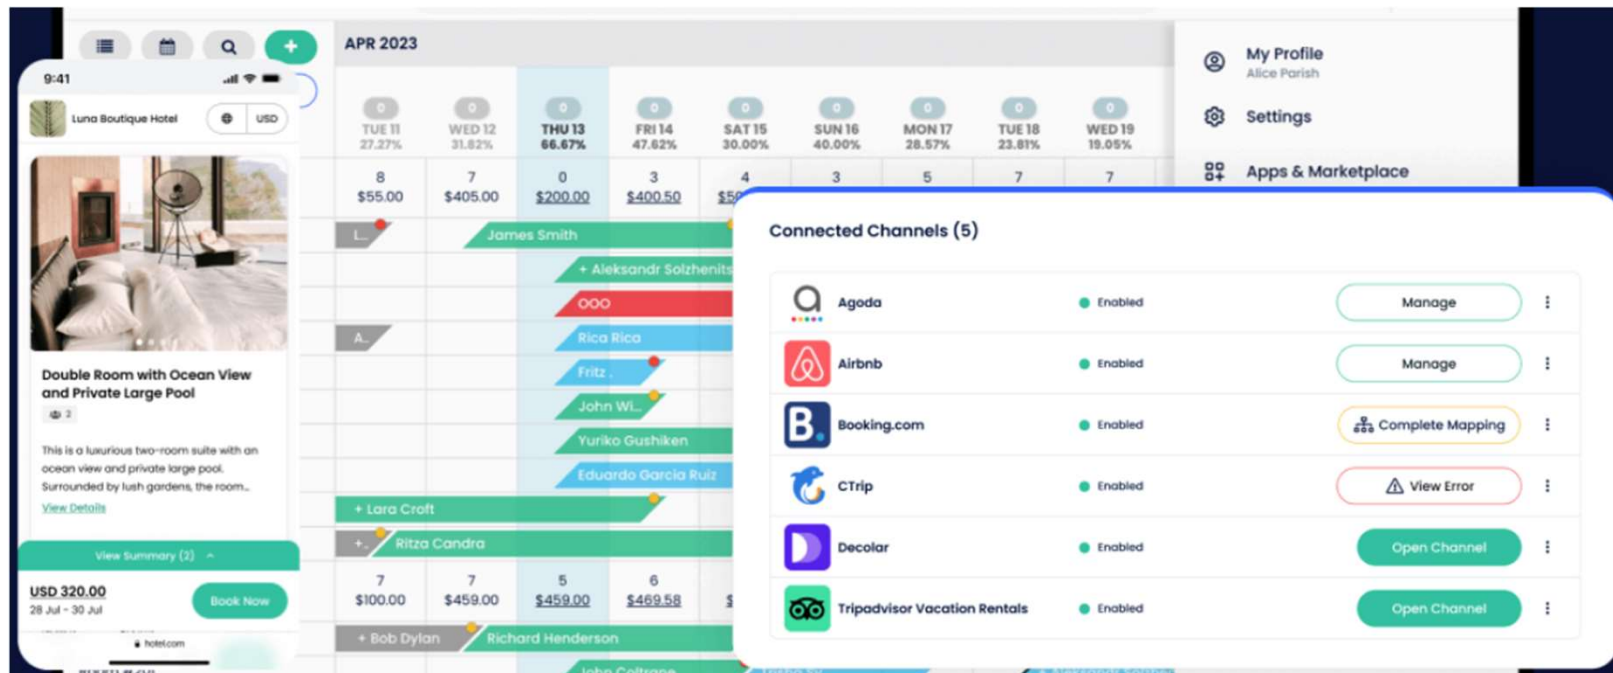 APR 2023
0 0 0 0 0 0 0 0 0
TUE 11 WED 12 THU 13 FRI 14 SAT 15 SUN 16 MON 17 TUE 18 WED 19
27.27% 31.82% 66.67% 47.62% 30.00% 40.00% 28.57% 23.81% 19.05%
8 7 0 3 4 3 5 7 7
$55.00 $405.00 $200.00 $400.50
L...
James Smith
+ Aleksandr Solzhenits
OOO
A..
Rica Rica
Fritz .
John Wi...
Yuriko Gushiken
Eduardo Garcia Ruiz
+ Lara Croft
+..
Ritza Candra
7 7 5 6
$100.00 $459.00 $459.00 $469.58
+ Bob Dylan
Richard Henderson
John Coltrane
9:41
Luna Boutique Hotel
USD
Double Room with Ocean View
and Private Large Pool
2
This is a luxurious two-room suite with an
ocean view and private large pool.
Surrounded by lush gardens, the room...
View Details
View Summary (2)
USD 320.00
28 Jul - 30 Jul
Book Now
hotel.com
My Profile
Alice Parish
Settings
Apps & Marketplace
Connected Channels (5)
Agoda Enabled Manage
Airbnb Enabled Manage
B. Booking.com Enabled Complete Mapping
CTrip Enabled View Error
Decolar Enabled Open Channel
Tripadvisor Vacation Rentals Enabled Open Channel